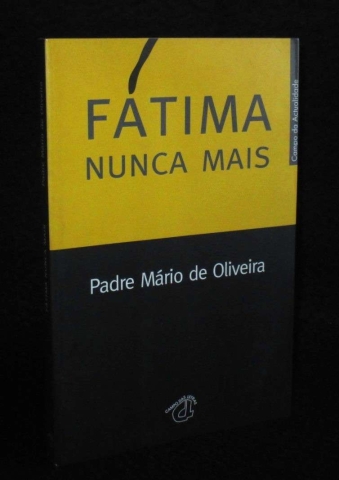 FÁTIMA
NUNCA MAIS
Campo da Actualidade
Padre Mário de Oliveira